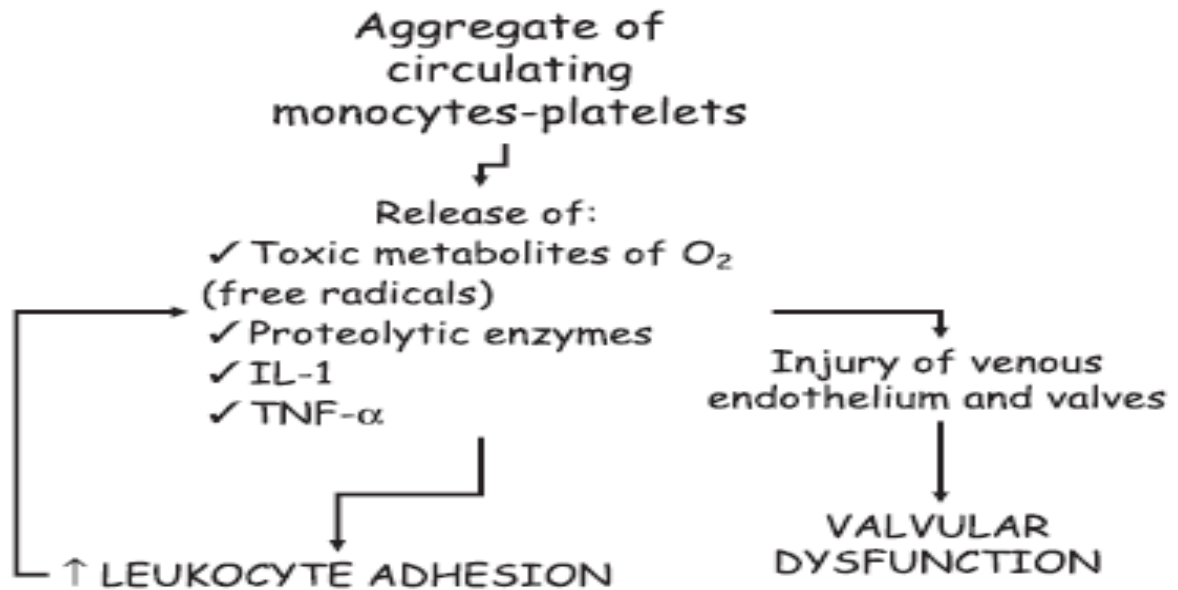 Aggregate of
circulating
monocytes-platelets
Release of:
✓ Toxic metabolites of O₂
(free radicals)
✓ Proteolytic enzymes
✓ IL-1
✓ TNF-α
Injury of venous
endothelium and valves
↑ LEUKOCYTE ADHESION
VALVULAR
DYSFUNCTION